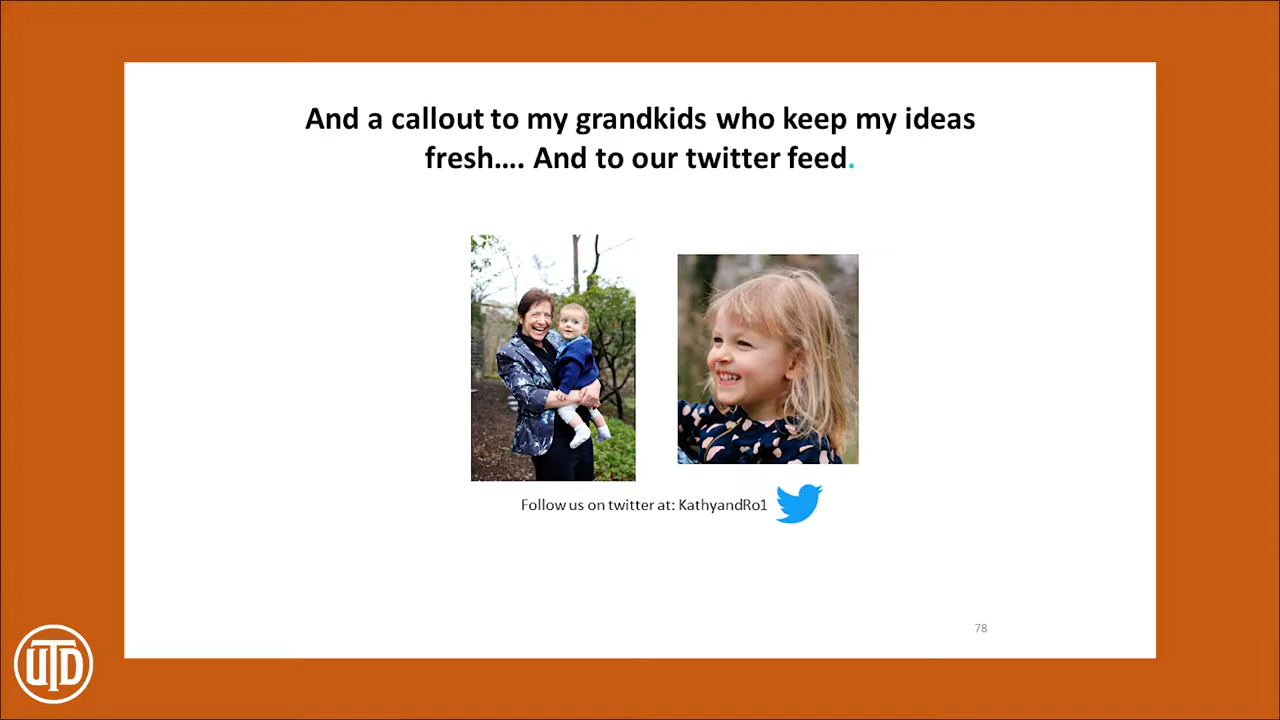 And a callout to my grandkids who keep my ideas
fresh.... And to our twitter feed.
Follow us on twitter at: KathyandRo1
78
UTD